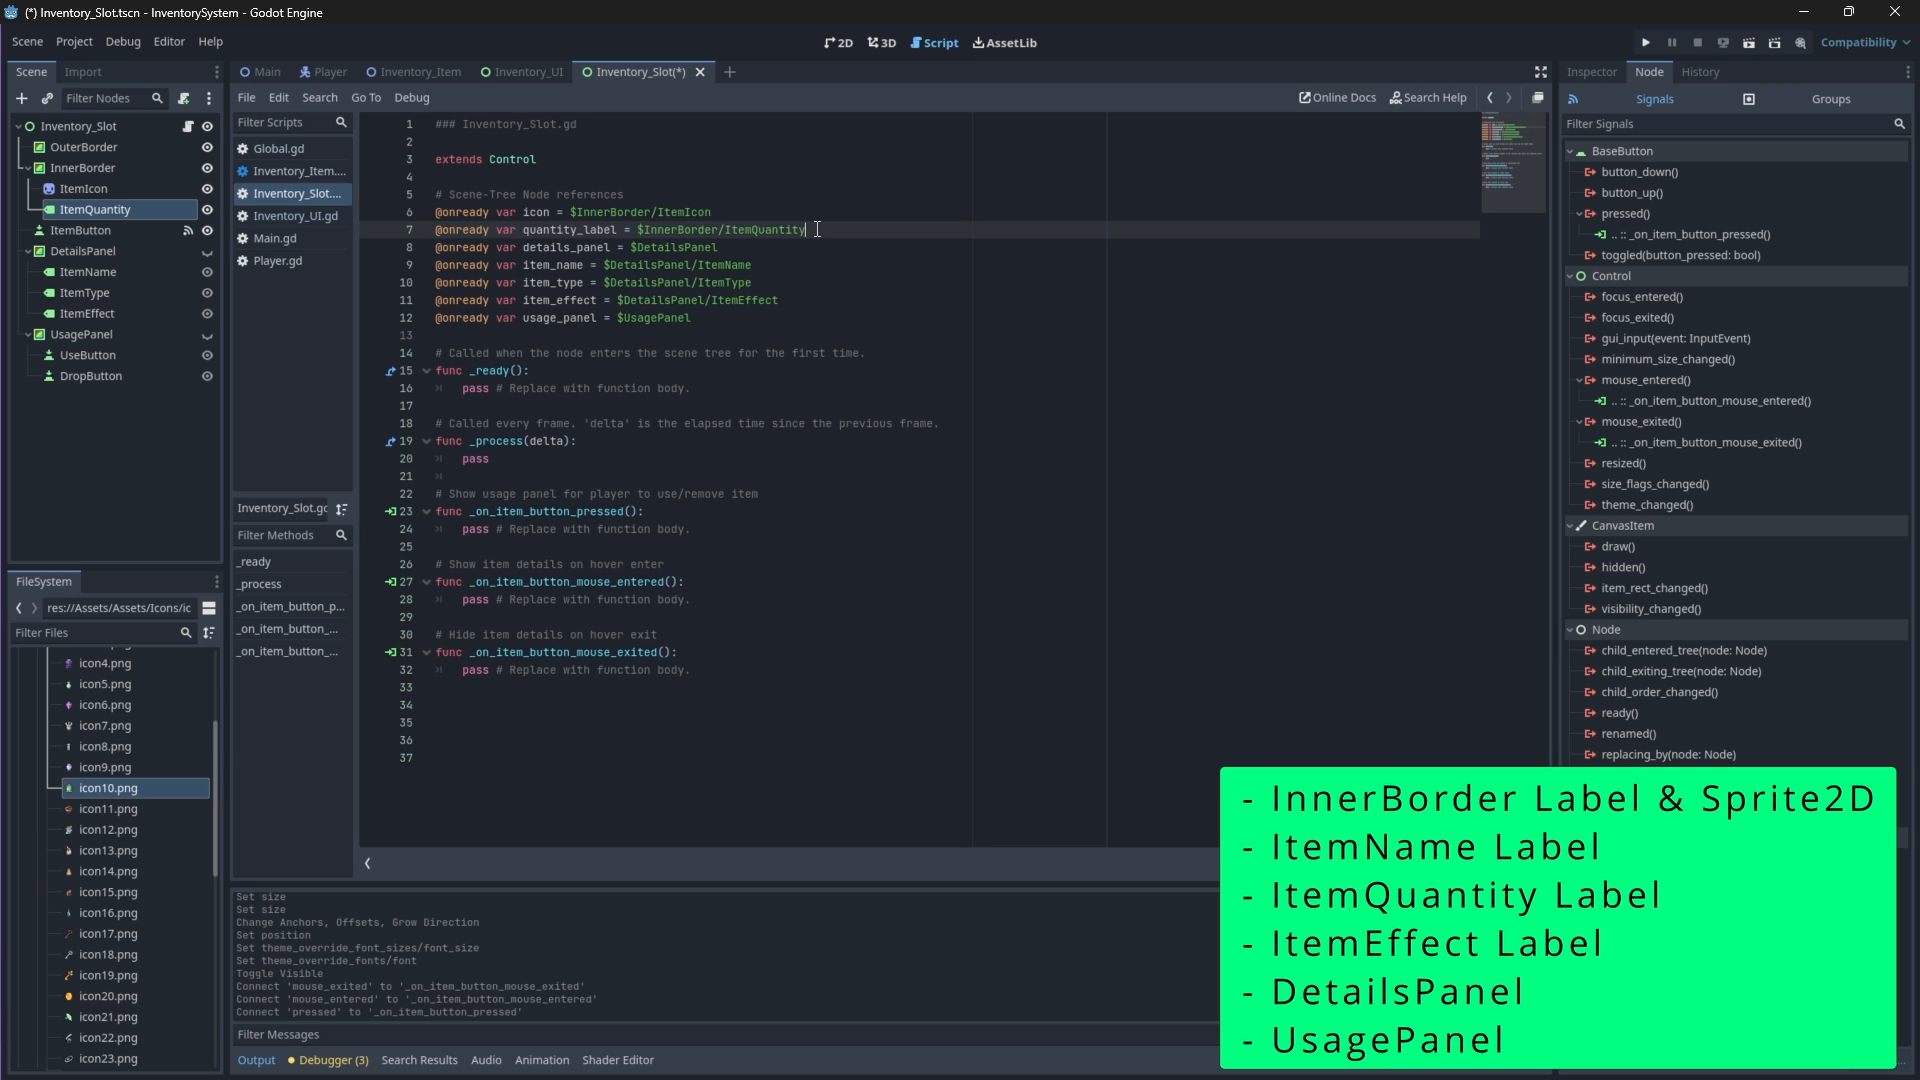 (*) Inventory_Slot.tscn - InventorySystem - Godot Engine
Scene Project Debug Editor Help
2D 3D Script AssetLib
Compatibility
Scene Import
Filter Nodes
Inventory_Slot
OuterBorder
InnerBorder
ItemIcon
ItemQuantity
ItemButton
DetailsPanel
ItemName
ItemType
ItemEffect
UsagePanel
UseButton
DropButton
FileSystem
res://Assets/Assets/Icons/ic
Filter Files
icon4.png
icon5.png
icon6.png
icon7.png
icon8.png
icon9.png
icon10.png
icon11.png
icon12.png
icon13.png
icon14.png
icon15.png
icon16.png
icon17.png
icon18.png
icon19.png
icon20.png
icon21.png
icon22.png
icon23.png
Main Player Inventory_Item Inventory_UI Inventory_Slot(*)
File Edit Search Go To Debug
Online Docs Search Help
Filter Scripts
Global.gd
Inventory_Item....
Inventory_Slot....
Inventory_UI.gd
Main.gd
Player.gd
Inventory_Slot.gd
Filter Methods
_ready
_process
_on_item_button_p...
_on_item_button_...
_on_item_button_...
1 ### Inventory_Slot.gd
2
3 extends Control
4
5 # Scene-Tree Node references
6 @onready var icon = $InnerBorder/ItemIcon
7 @onready var quantity_label = $InnerBorder/ItemQuantity
8 @onready var details_panel = $DetailsPanel
9 @onready var item_name = $DetailsPanel/ItemName
10 @onready var item_type = $DetailsPanel/ItemType
11 @onready var item_effect = $DetailsPanel/ItemEffect
12 @onready var usage_panel = $UsagePanel
13
14 # Called when the node enters the scene tree for the first time.
15 func _ready():
16 pass # Replace with function body.
17
18 # Called every frame. 'delta' is the elapsed time since the previous frame.
19 func _process(delta):
20 pass
21
22 # Show usage panel for player to use/remove item
23 func _on_item_button_pressed():
24 pass # Replace with function body.
25
26 # Show item details on hover enter
27 func _on_item_button_mouse_entered():
28 pass # Replace with function body.
29
30 # Hide item details on hover exit
31 func _on_item_button_mouse_exited():
32 pass # Replace with function body.
33
34
35
36
37
Set size
Set size
Change Anchors, Offsets, Grow Direction
Set position
Set theme_override_font_sizes/font_size
Set theme_override_fonts/font
Toggle Visible
Connect 'mouse_exited' to '_on_item_button_mouse_exited'
Connect 'mouse_entered' to '_on_item_button_mouse_entered'
Connect 'pressed' to '_on_item_button_pressed'
Filter Messages
Output Debugger (3) Search Results Audio Animation Shader Editor
Inspector Node History
Signals Groups
Filter Signals
BaseButton
button_down()
button_up()
pressed()
.. :: _on_item_button_pressed()
toggled(button_pressed: bool)
Control
focus_entered()
focus_exited()
gui_input(event: InputEvent)
minimum_size_changed()
mouse_entered()
.. :: _on_item_button_mouse_entered()
mouse_exited()
.. :: _on_item_button_mouse_exited()
resized()
size_flags_changed()
theme_changed()
CanvasItem
draw()
hidden()
item_rect_changed()
visibility_changed()
Node
child_entered_tree(node: Node)
child_exiting_tree(node: Node)
child_order_changed()
ready()
renamed()
replacing_by(node: Node)
- InnerBorder Label & Sprite2D
- ItemName Label
- ItemQuantity Label
- ItemEffect Label
- DetailsPanel
- UsagePanel